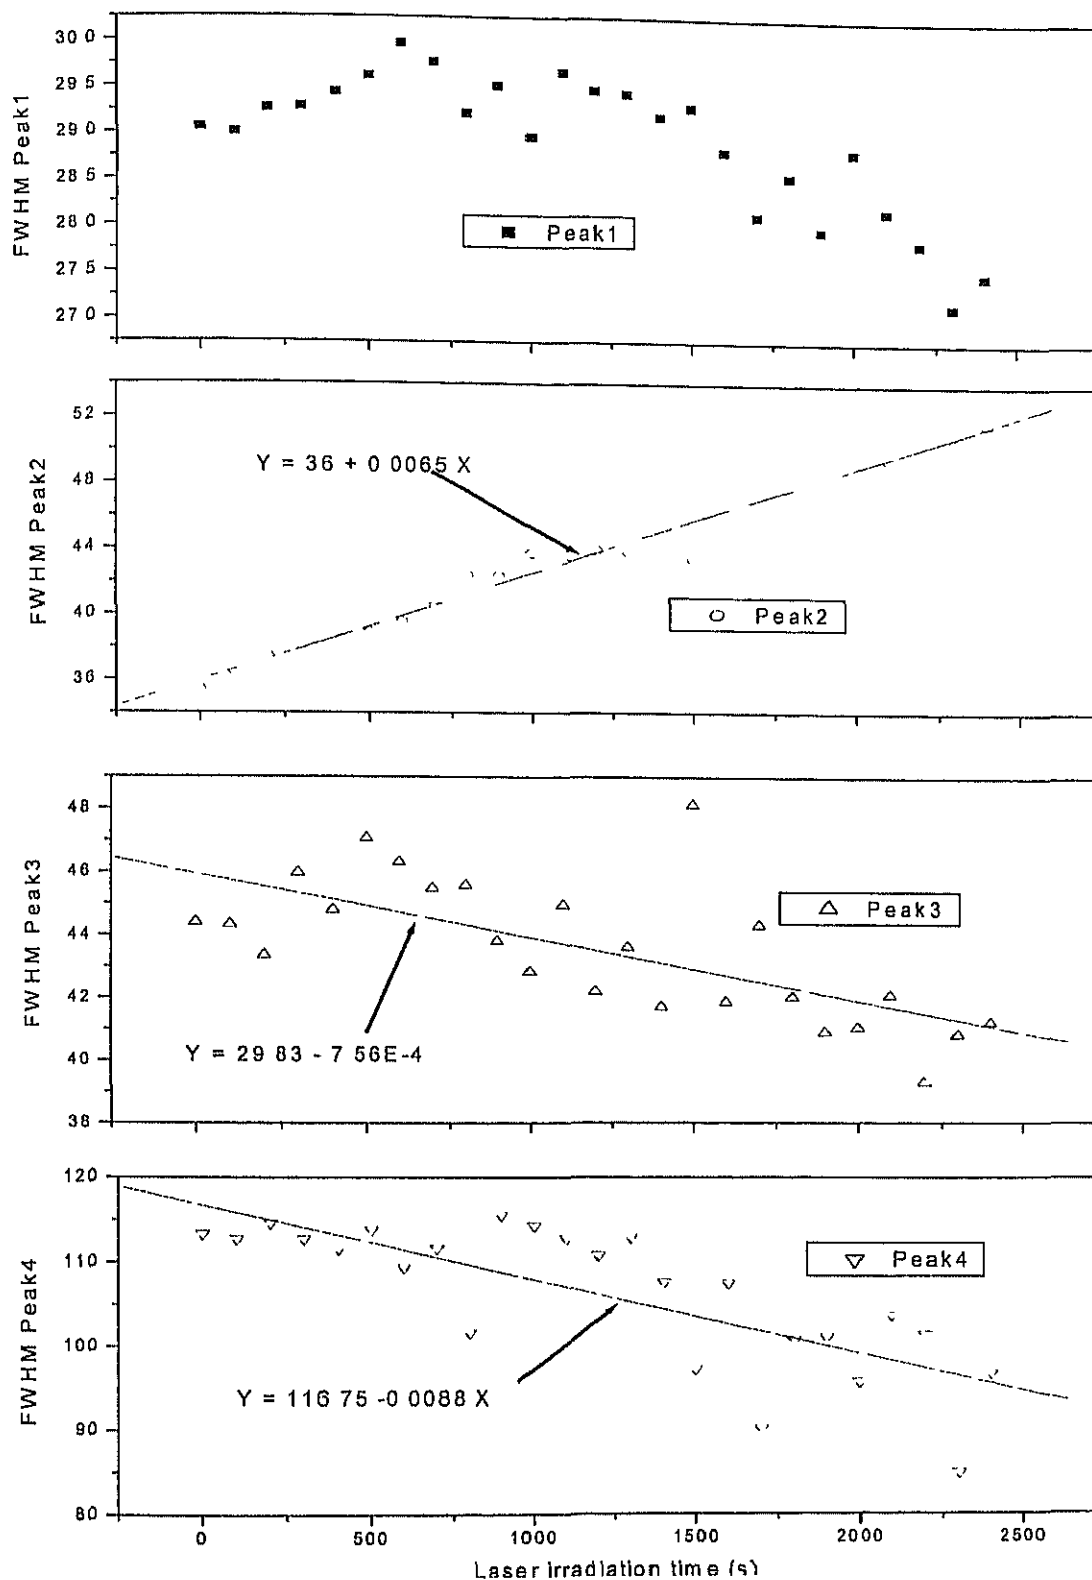 FWHM Peak1
30 0
29 5
29 0
28 5
28 0
27 5
27 0
Peak1
FWHM Peak2
52
48
44
40
36
Y = 36 + 0 0065 X
Peak2
FWHM Peak3
48
46
44
42
40
38
Peak3
Y = 29 83 - 7 56E-4
FWHM Peak4
120
110
100
90
80
Peak4
Y = 116 75 -0 0088 X
0 500 1000 1500 2000 2500
Laser irradiation time (s)